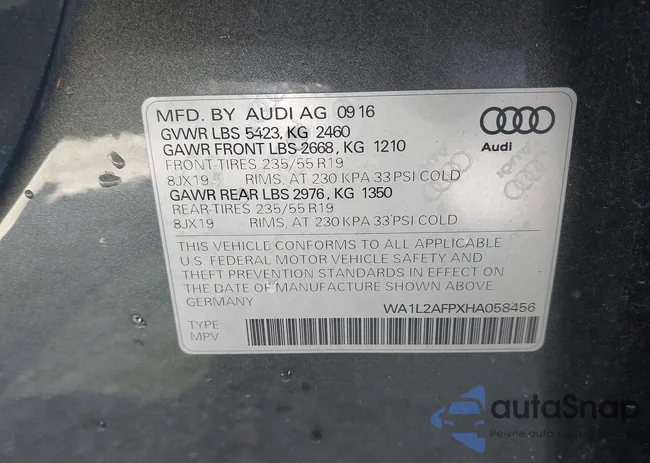 MFD. BY AUDI AG 09 16
GVWR LBS 5423, KG 2460
GAWR FRONT LBS 2668, KG 1210
FRONT-TIRES 235/55 R19
8JX19 RIMS, AT 230 KPA 33 PSI COLD
GAWR REAR LBS 2976, KG 1350
REAR-TIRES 235/55 R19
8JX19 RIMS, AT 230 KPA 33 PSI COLD
Audi
THIS VEHICLE CONFORMS TO ALL APPLICABLE
U.S. FEDERAL MOTOR VEHICLE SAFETY AND
THEFT PREVENTION STANDARDS IN EFFECT ON
THE DATE OF MANUFACTURE SHOWN ABOVE
GERMANY WA1L2AFPXHA058456
TYPE
MPV
autaSnap
Pewne auto